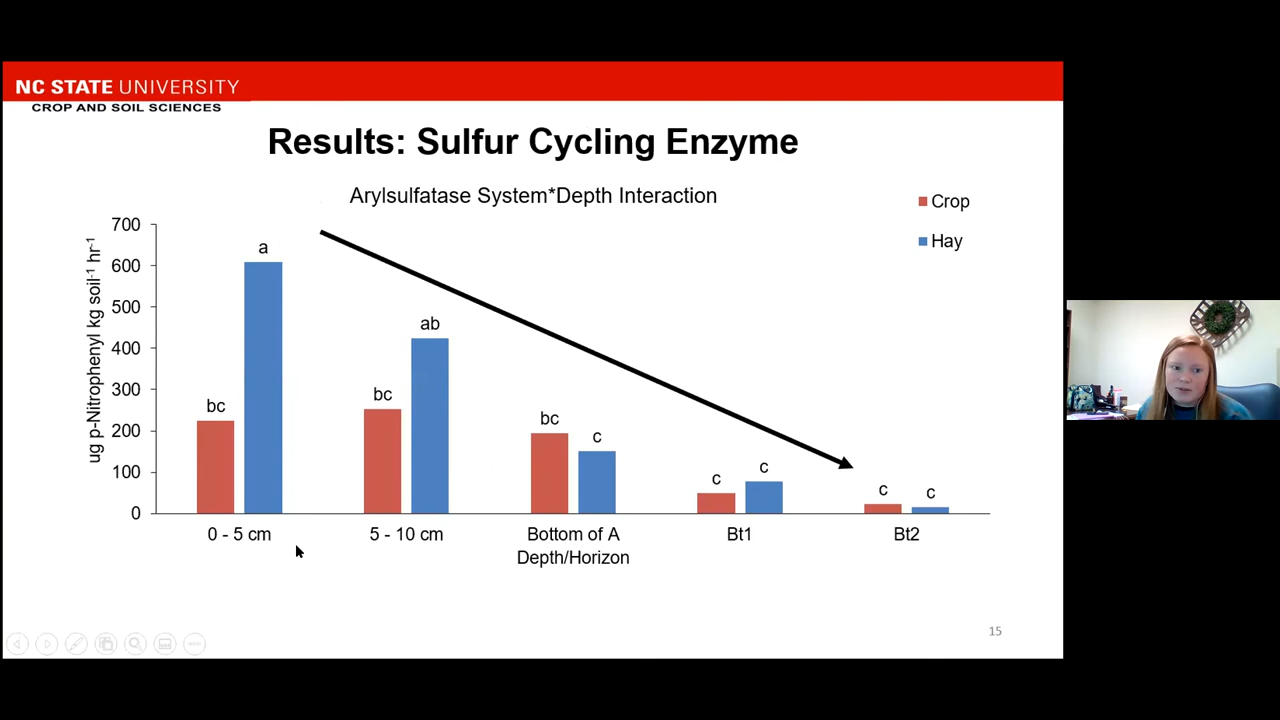 NC STATE UNIVERSITY
CROP AND SOIL SCIENCES
Results: Sulfur Cycling Enzyme
Arylsulfatase System*Depth Interaction
Crop
Hay
ug p-Nitrophenyl kg soil⁻¹ hr⁻¹
700
600
500
400
300
200
100
0
bc
a
bc
ab
bc
c
c
c
c
c
0 - 5 cm
5 - 10 cm
Bottom of A
Bt1
Bt2
Depth/Horizon
15